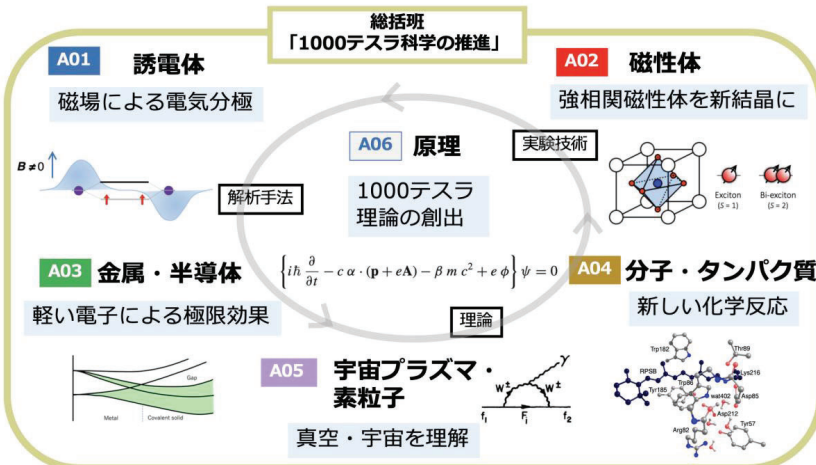 総括班
「1000テスラ科学の推進」
A01 誘電体
磁場による電気分極
B≠0
解析手法
A02 磁性体
強相関磁性体を新結晶に
Exciton
(S = 1)
Bi-exciton
(S = 2)
実験技術
A06 原理
1000テスラ
理論の創出
{iħ ∂/∂t − c α · (p + eA) − β m c² + e ϕ} ψ = 0
理論
A03 金属・半導体
軽い電子による極限効果
Gap
Metal
Covalent solid
A04 分子・タンパク質
新しい化学反応
Trp182
Thr89
RPSB
Lys216
Trp86
Tyr185
wat402
Asp85
Asp212
Arg82
Tyr57
A05 宇宙プラズマ・
素粒子
真空・宇宙を理解
γ
W±
W±
f₁
Fᵢ
f₂